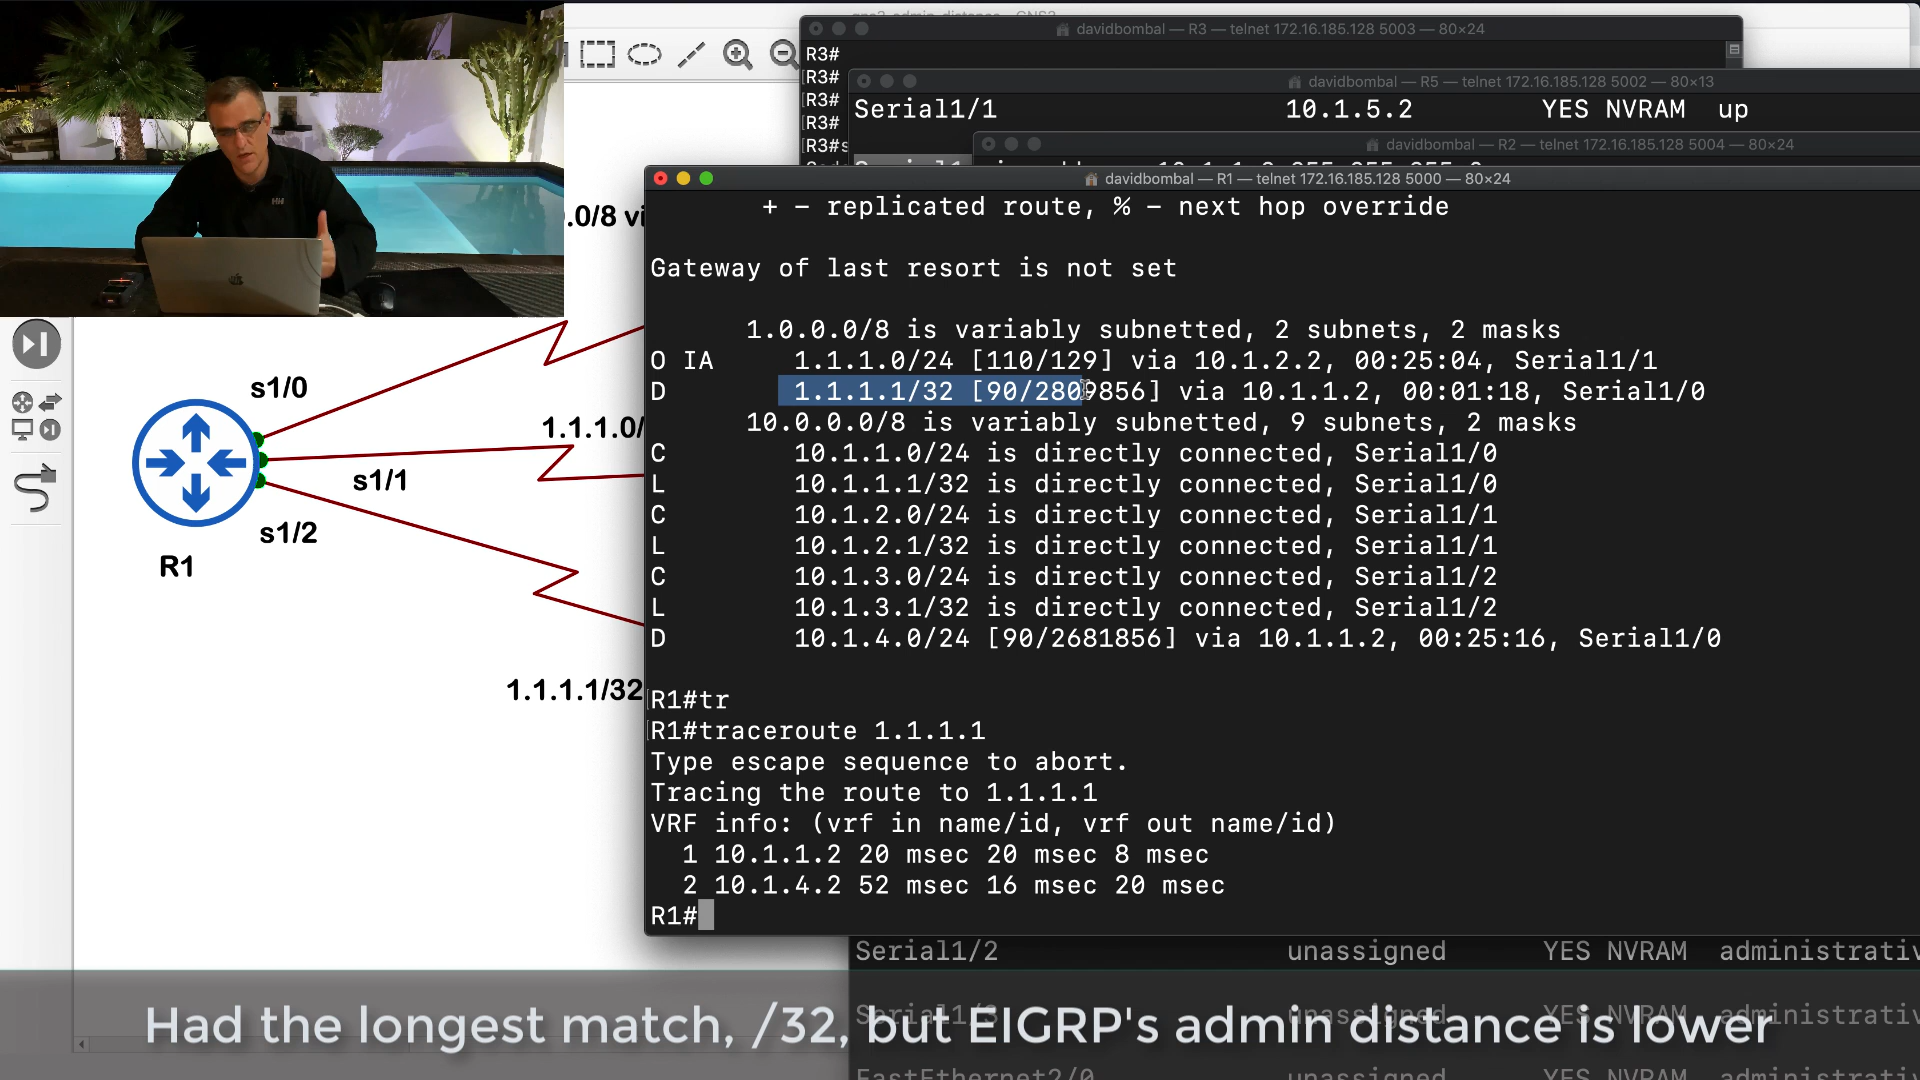 davidbombal — R3 — telnet 172.16.185.128 5003 — 80×24
R3#
R3#
R3#
R3#
R3#s
davidbombal — R5 — telnet 172.16.185.128 5002 — 80×13
Serial1/1 10.1.5.2 YES NVRAM up
davidbombal — R2 — telnet 172.16.185.128 5004 — 80×24
davidbombal — R1 — telnet 172.16.185.128 5000 — 80×24
+ - replicated route, % - next hop override
Gateway of last resort is not set
1.0.0.0/8 is variably subnetted, 2 subnets, 2 masks
O IA 1.1.1.0/24 [110/129] via 10.1.2.2, 00:25:04, Serial1/1
D 1.1.1.1/32 [90/2809856] via 10.1.1.2, 00:01:18, Serial1/0
10.0.0.0/8 is variably subnetted, 9 subnets, 2 masks
C 10.1.1.0/24 is directly connected, Serial1/0
L 10.1.1.1/32 is directly connected, Serial1/0
C 10.1.2.0/24 is directly connected, Serial1/1
L 10.1.2.1/32 is directly connected, Serial1/1
C 10.1.3.0/24 is directly connected, Serial1/2
L 10.1.3.1/32 is directly connected, Serial1/2
D 10.1.4.0/24 [90/2681856] via 10.1.1.2, 00:25:16, Serial1/0
R1#tr
R1#traceroute 1.1.1.1
Type escape sequence to abort.
Tracing the route to 1.1.1.1
VRF info: (vrf in name/id, vrf out name/id)
1 10.1.1.2 20 msec 20 msec 8 msec
2 10.1.4.2 52 msec 16 msec 20 msec
R1#
.0/8 vi
s1/0
1.1.1.0/
s1/1
s1/2
R1
1.1.1.1/32
Serial1/2 unassigned YES NVRAM administrativ
Had the longest match, /32, but EIGRP's admin distance is lower